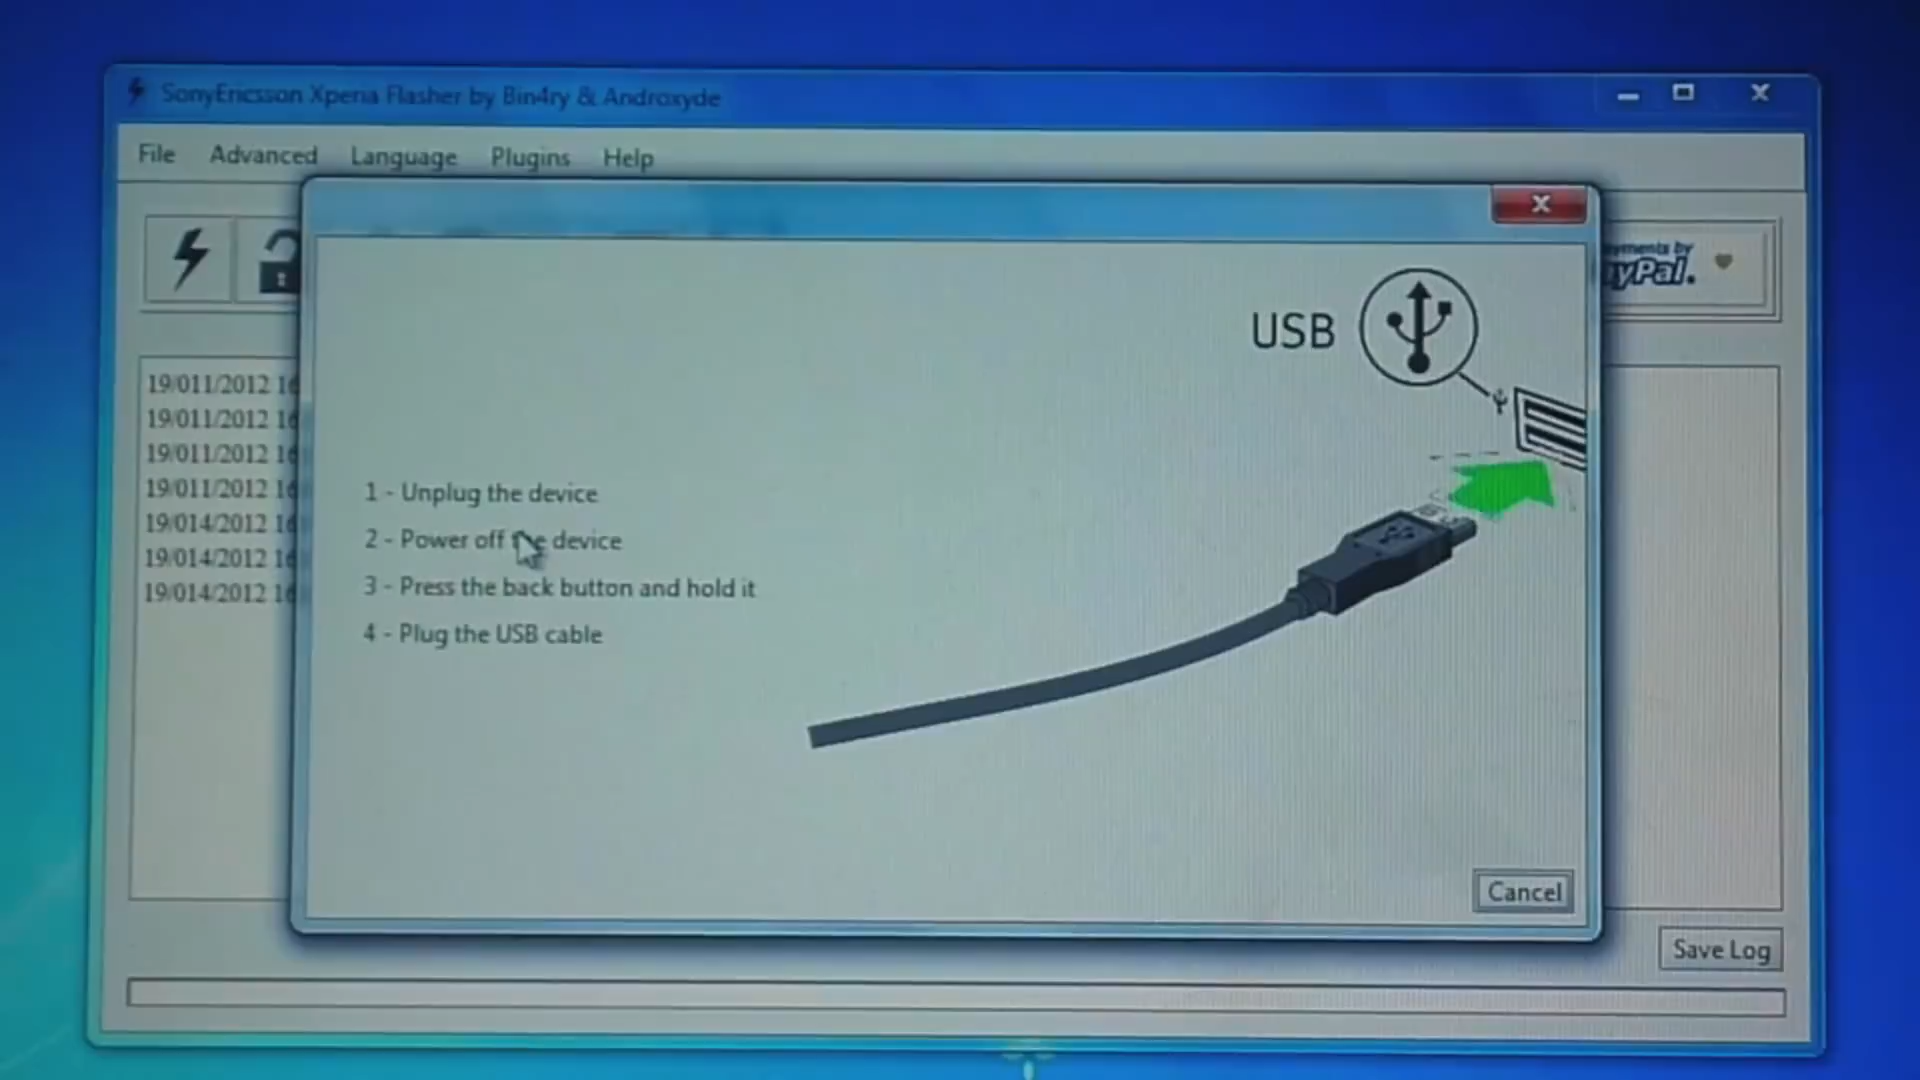 SonyEricsson Xperia Flasher by Bin4ry & Androxyde
File Advanced Language Plugins Help
USB
19/011/2012
19/011/2012
19/011/2012
19/011/2012
19/014/2012
19/014/2012
19/014/2012
1 - Unplug the device
2 - Power off the device
3 - Press the back button and hold it
4 - Plug the USB cable
Cancel
Save Log